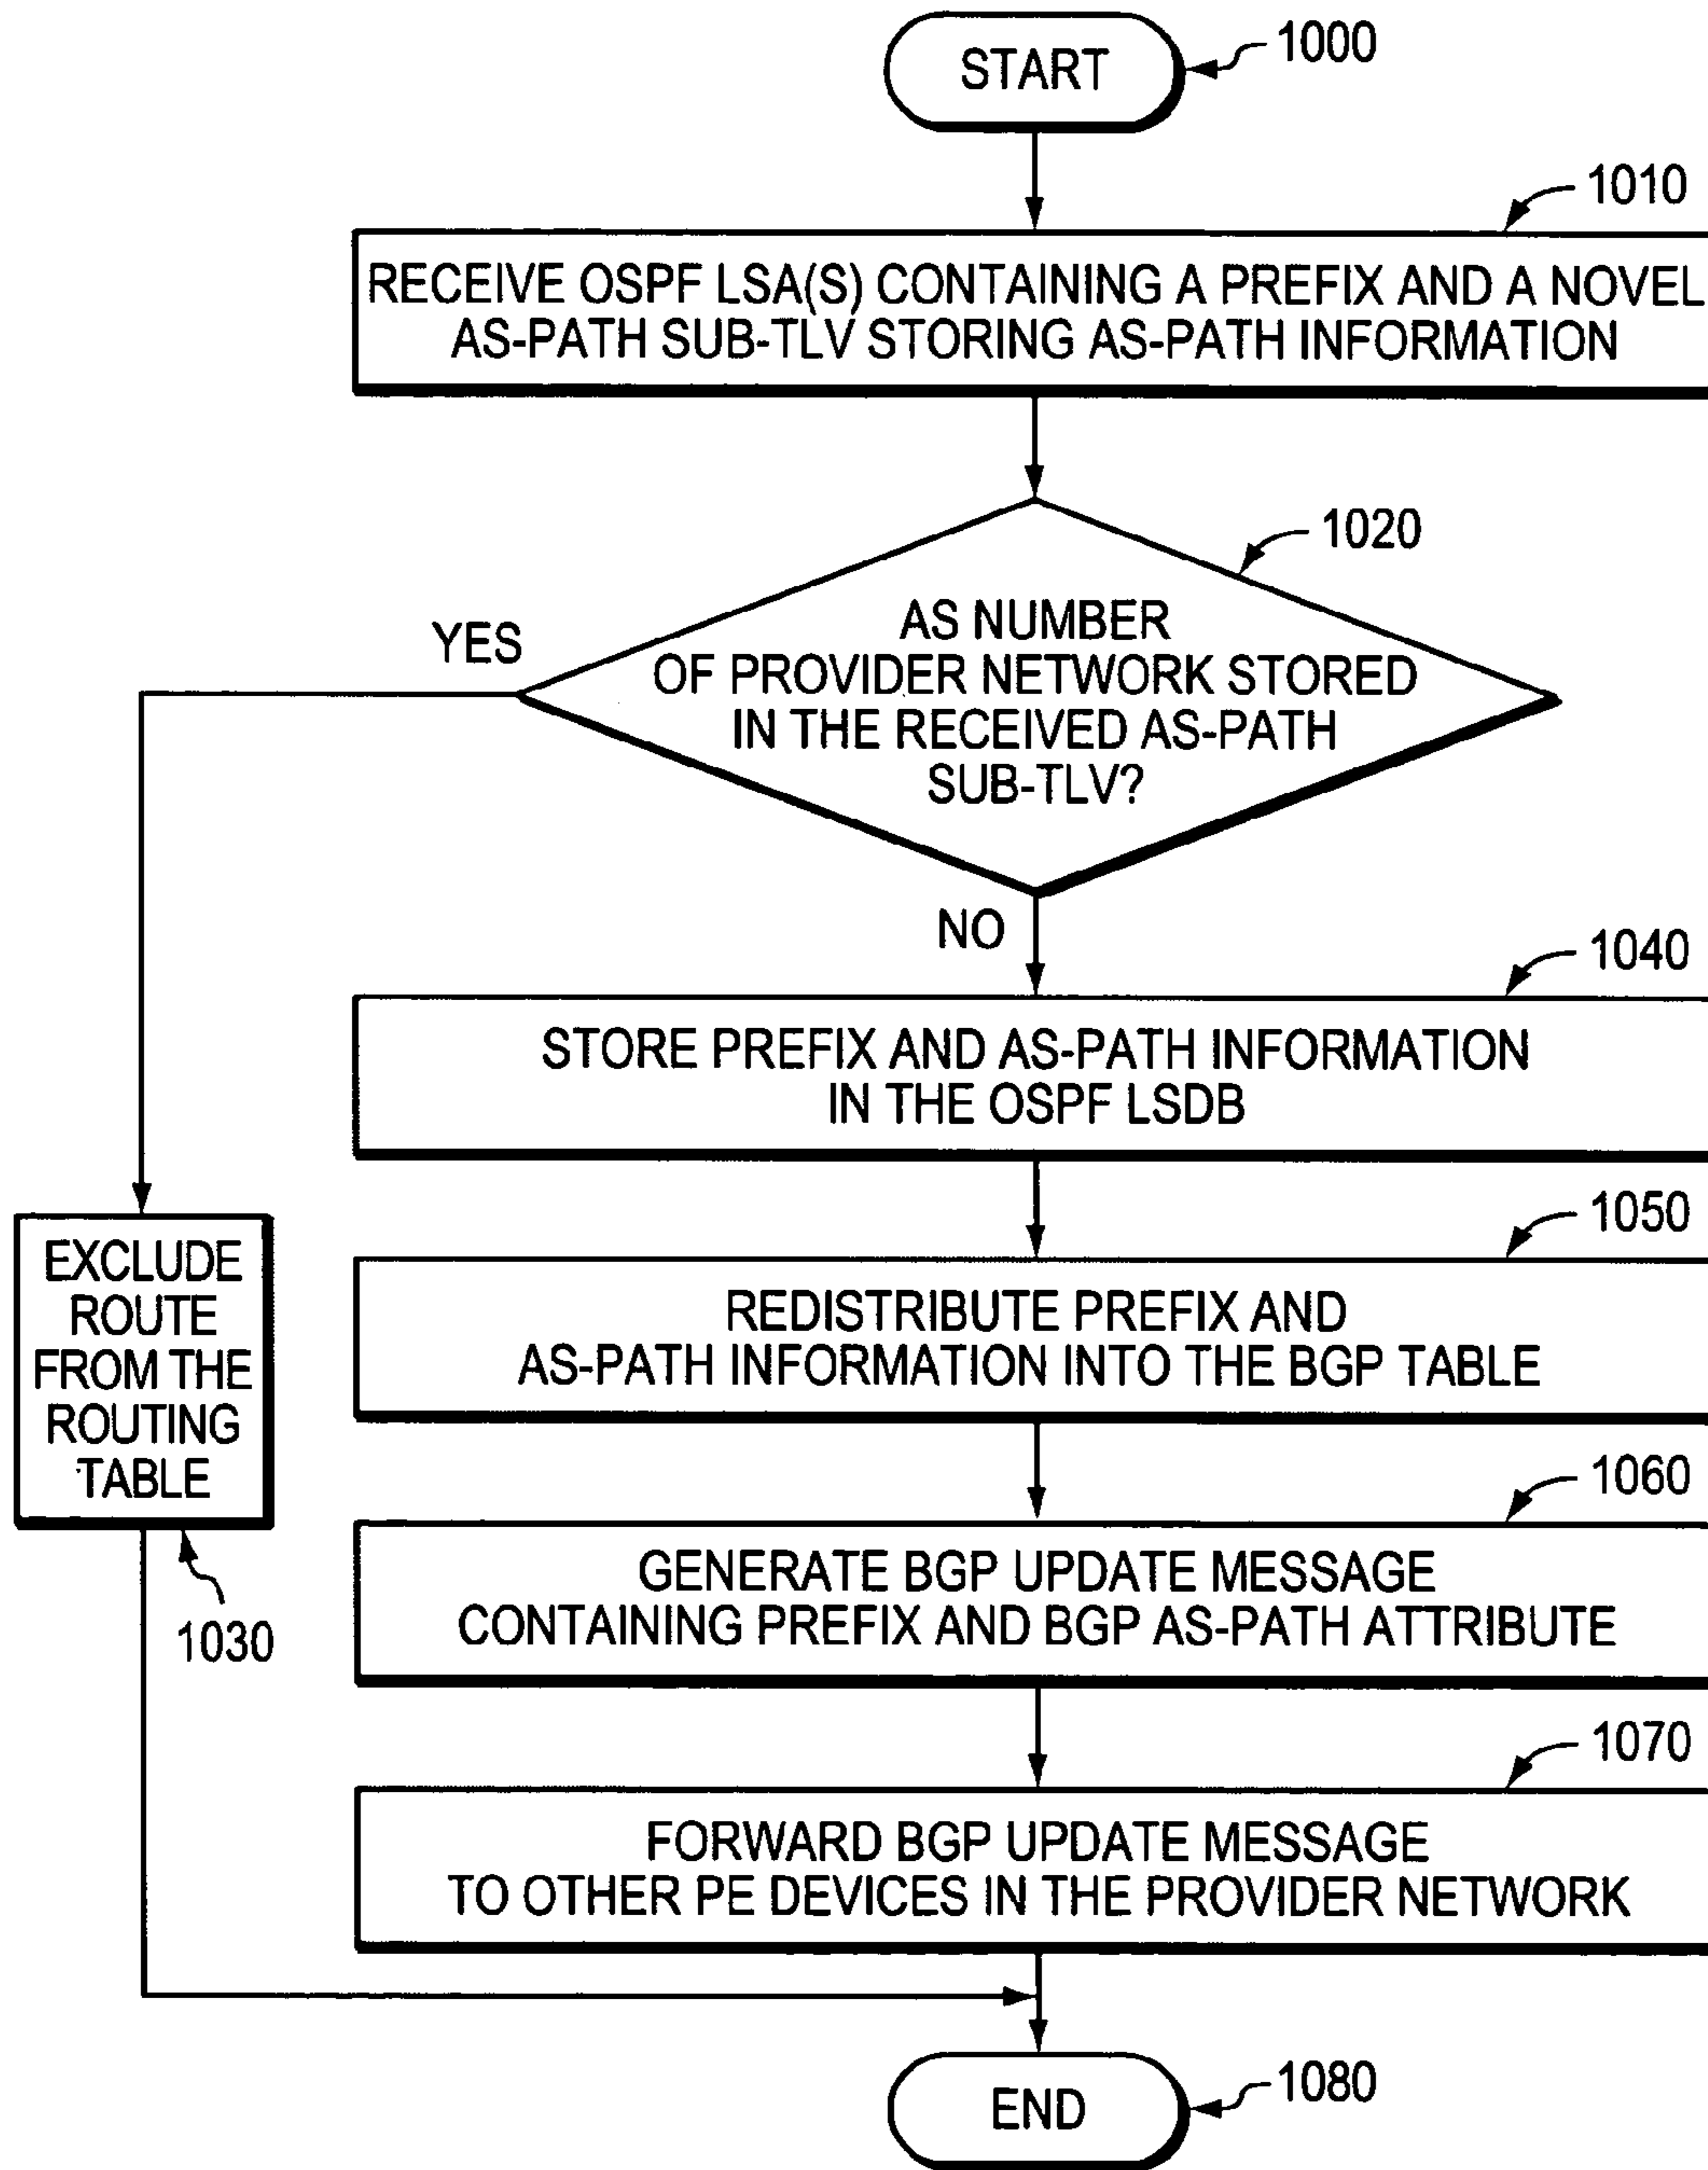 START
1000
1010
RECEIVE OSPF LSA(S) CONTAINING A PREFIX AND A NOVEL
AS-PATH SUB-TLV STORING AS-PATH INFORMATION
1020
AS NUMBER
OF PROVIDER NETWORK STORED
IN THE RECEIVED AS-PATH
SUB-TLV?
YES
NO
1040
STORE PREFIX AND AS-PATH INFORMATION
IN THE OSPF LSDB
EXCLUDE
ROUTE
FROM THE
ROUTING
TABLE
1030
1050
REDISTRIBUTE PREFIX AND
AS-PATH INFORMATION INTO THE BGP TABLE
1060
GENERATE BGP UPDATE MESSAGE
CONTAINING PREFIX AND BGP AS-PATH ATTRIBUTE
1070
FORWARD BGP UPDATE MESSAGE
TO OTHER PE DEVICES IN THE PROVIDER NETWORK
END
1080